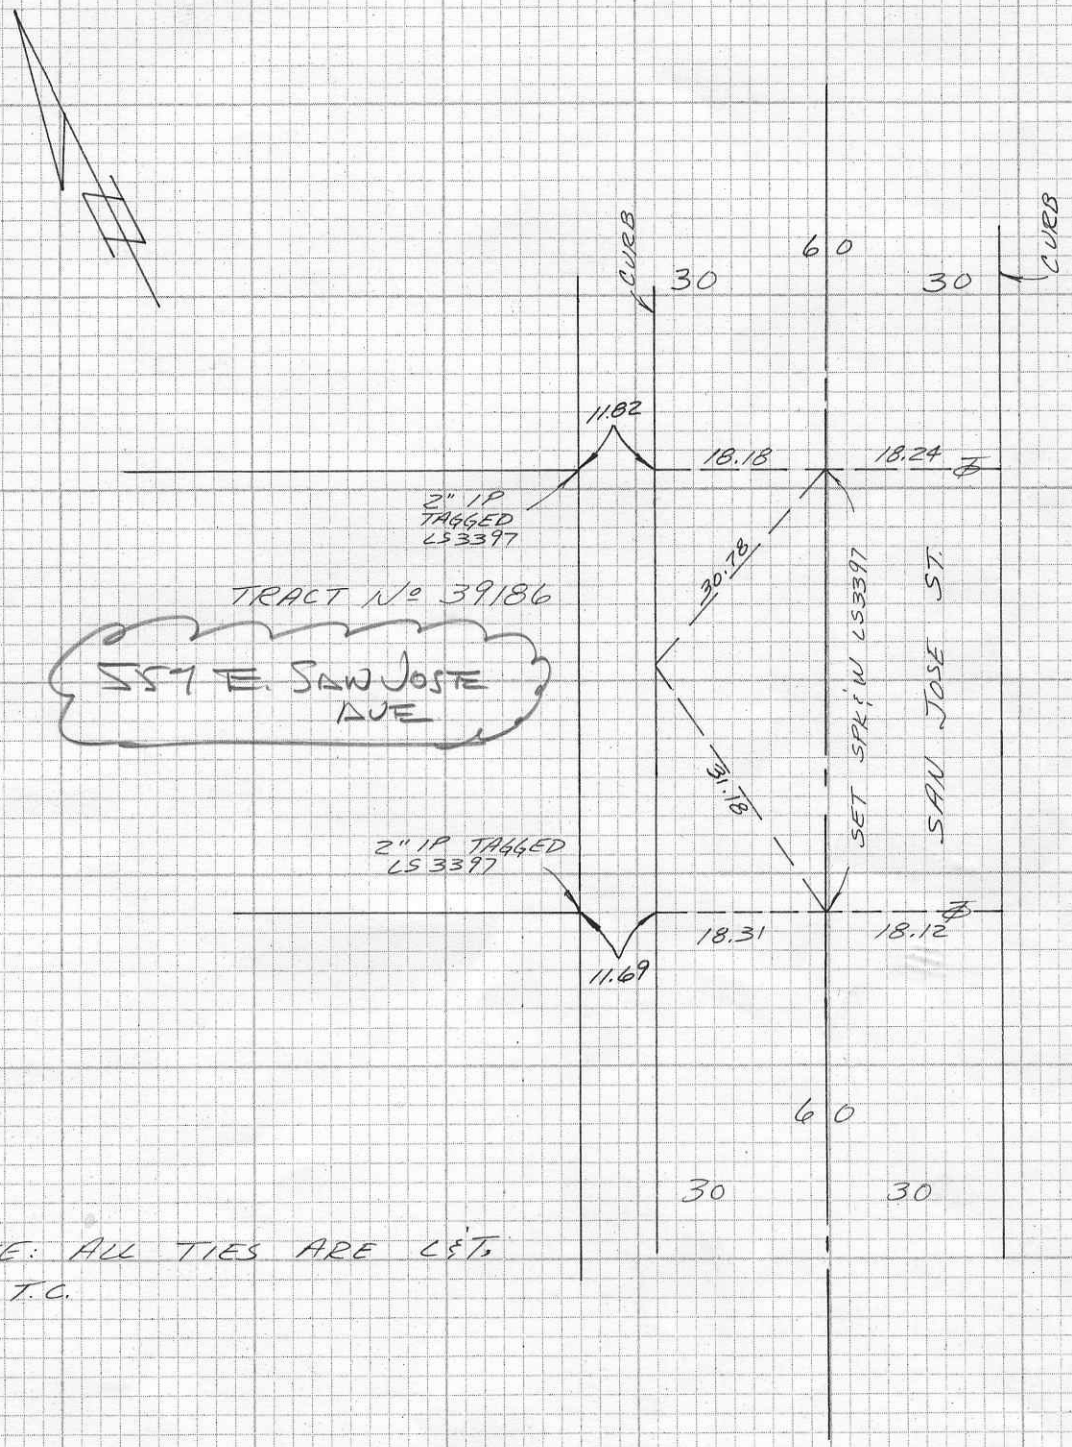 N
CURB
CURB
60
30
30
11.82
18.18
18.24
2" IP
TAGGED
LS3397
30.78
TRACT Nº 39186
SET SPK & W LS3397
SAN JOSE ST.
E. SAN JOSE
AVE
31.18
2" IP TAGGED
LS 3397
18.31
18.12
11.69
60
30
30
E: ALL TIES ARE L&T,
T.C.